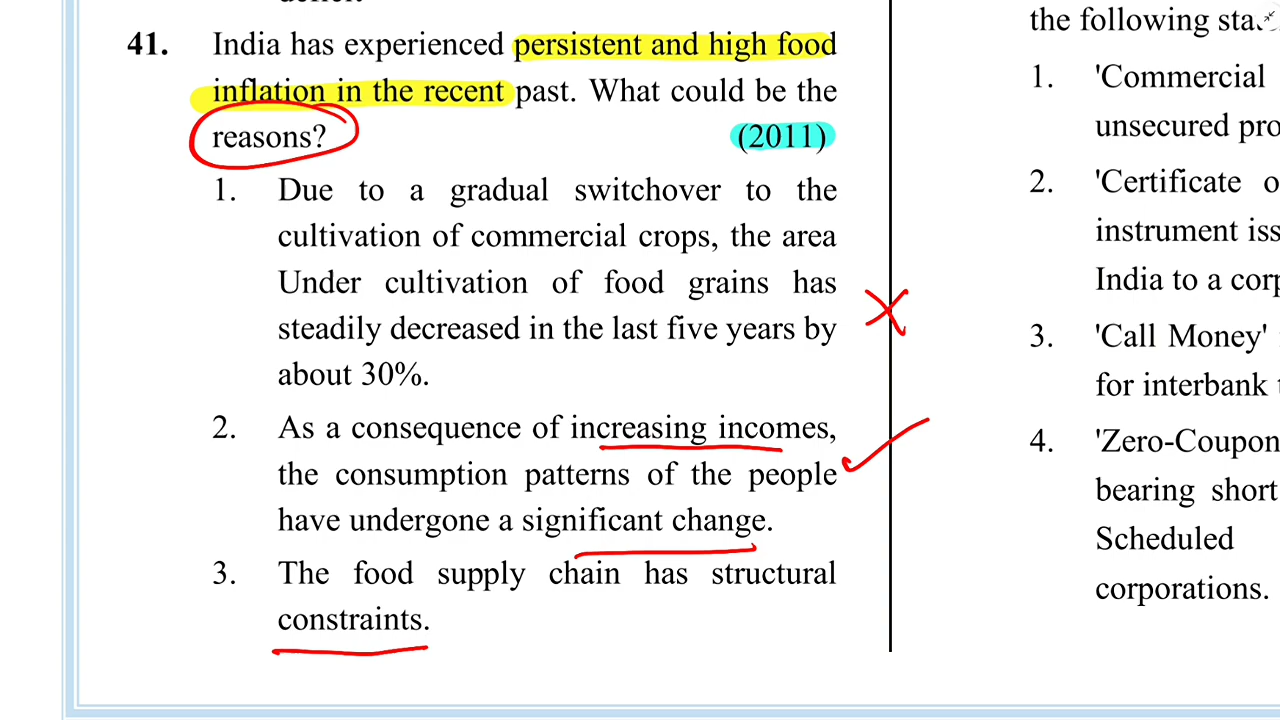 41. India has experienced persistent and high food
inflation in the recent past. What could be the
reasons? (2011)
1. Due to a gradual switchover to the
cultivation of commercial crops, the area
Under cultivation of food grains has
steadily decreased in the last five years by
about 30%.
2. As a consequence of increasing incomes,
the consumption patterns of the people
have undergone a significant change.
3. The food supply chain has structural
constraints.
the following
1. 'Commercial
unsecured
2. 'Certificate
instrument
India to a
3. 'Call Money'
for interbank
4. 'Zero-Coupon
bearing short
Scheduled
corporations.